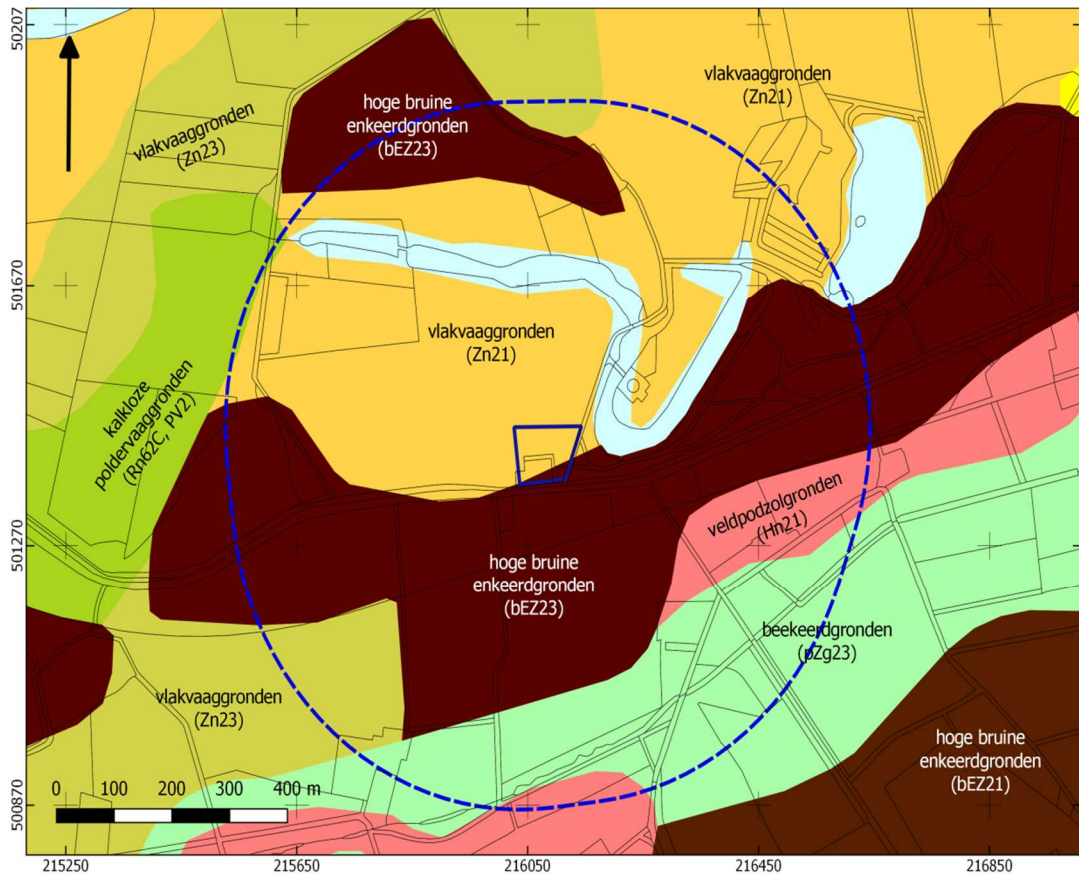 50207
vlakvaaggronden
(Zn21)
hoge bruine
enkeerdgronden
(bEZ23)
vlakvaaggronden
(Zn23)
501670
vlakvaaggronden
(Zn21)
kalkloze
poldervaaggronden
(Rn62C, PV2)
veldpodzolgronden
(Hn21)
501270
hoge bruine
enkeerdgronden
(bEZ23)
beekeerdgronden
(pZg23)
vlakvaaggronden
(Zn23)
hoge bruine
enkeerdgronden
(bEZ21)
0 100 200 300 400 m
500870
215250 215650 216050 216450 216850